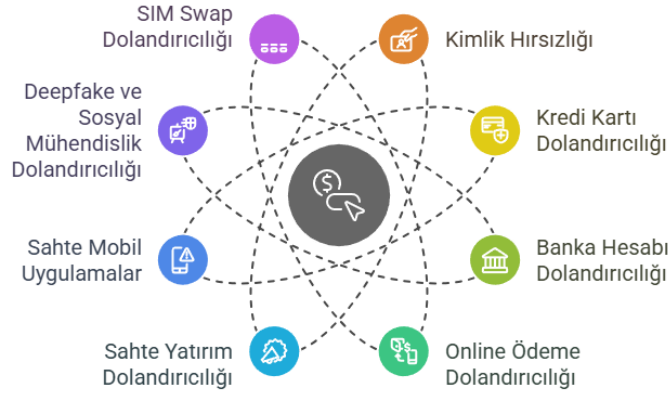 SIM Swap
Dolandırıcılığı
Kimlik Hırsızlığı
Deepfake ve
Sosyal
Mühendislik
Dolandırıcılığı
Kredi Kartı
Dolandırıcılığı
Sahte Mobil
Uygulamalar
Banka Hesabı
Dolandırıcılığı
Sahte Yatırım
Dolandırıcılığı
Online Ödeme
Dolandırıcılığı